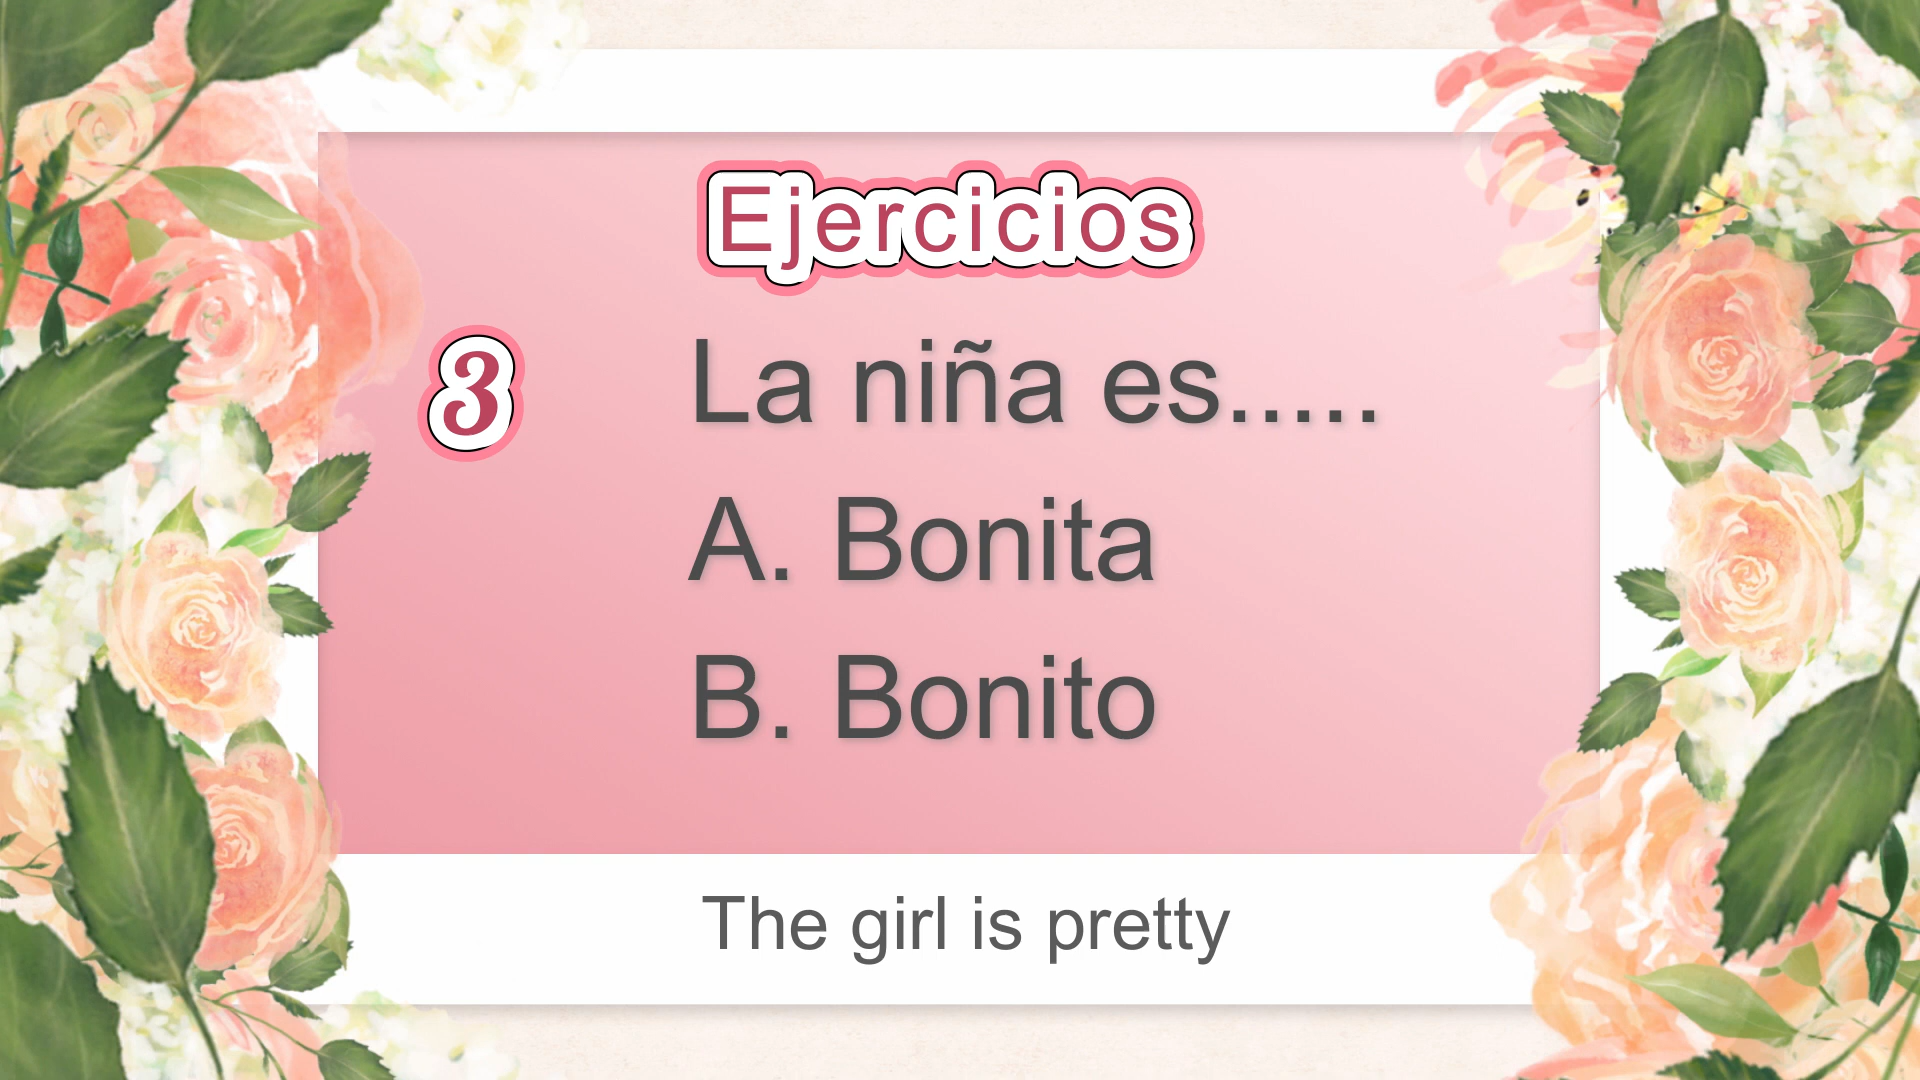 Ejercicios
3 La niña es.....
A. Bonita
B. Bonito
The girl is pretty